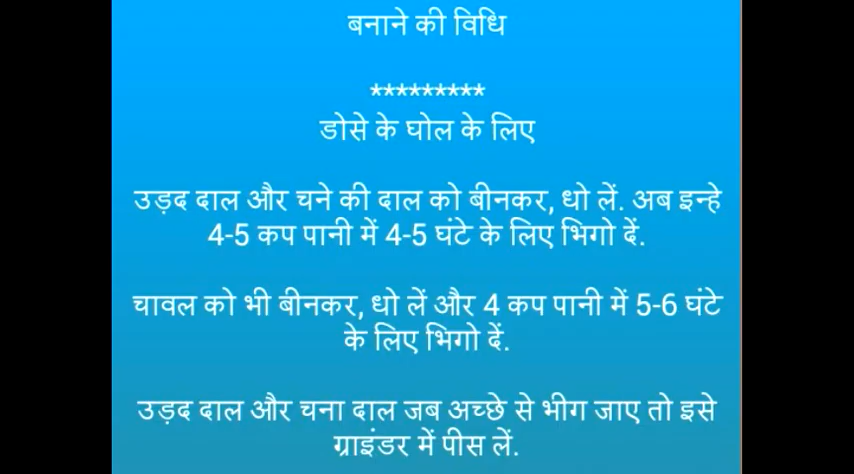 बनाने की विधि
*********
डोसे के घोल के लिए
उड़द दाल और चने की दाल को बीनकर, धो लें. अब इन्हे
4-5 कप पानी में 4-5 घंटे के लिए भिगो दें.
चावल को भी बीनकर, धो लें और 4 कप पानी में 5-6 घंटे
के लिए भिगो दें.
उड़द दाल और चना दाल जब अच्छे से भीग जाए तो इसे
ग्राइंडर में पीस लें.